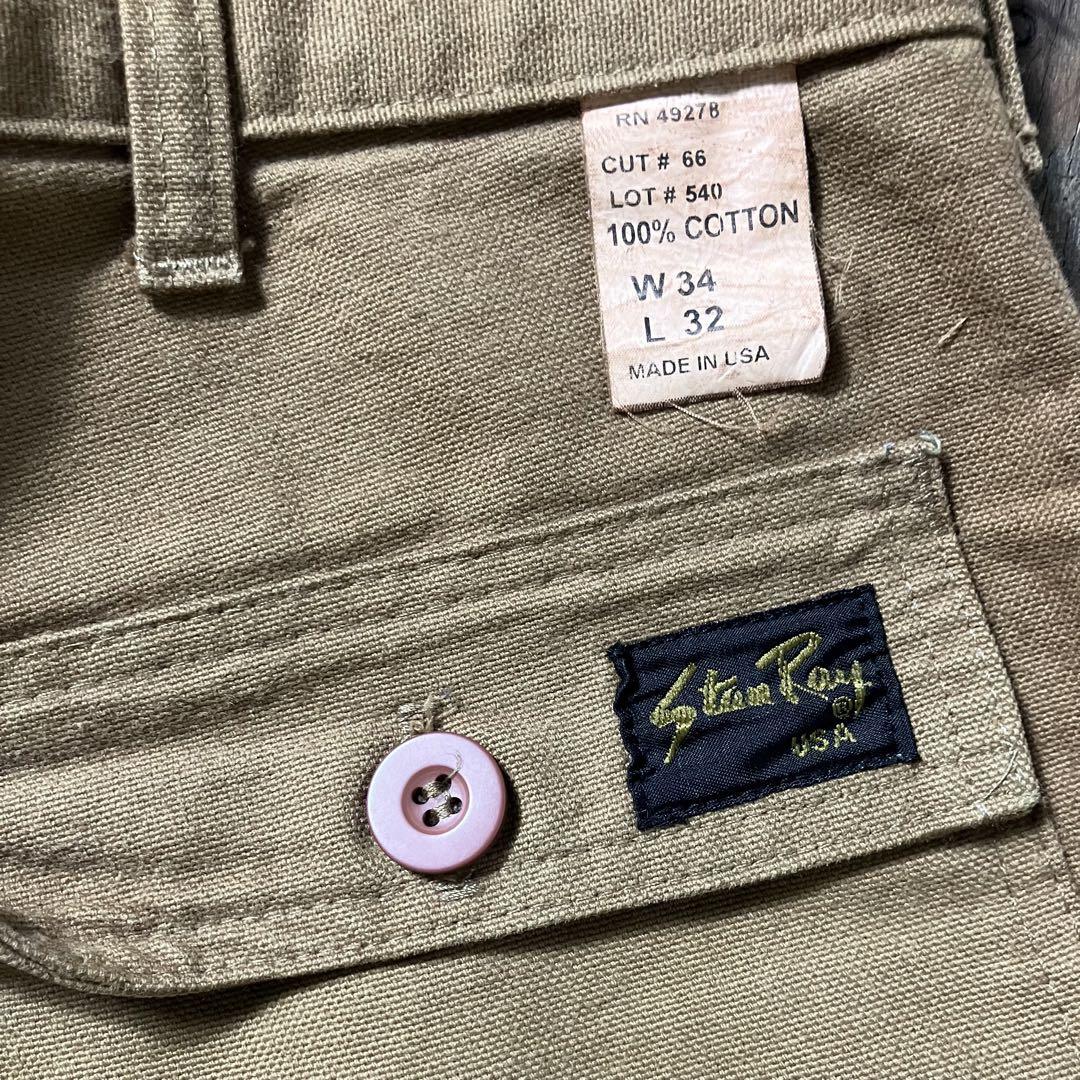 RN 49278
CUT # 66
LOT # 540
100% COTTON
W 34
L 32
MADE IN USA
Stan Ray
®
USA